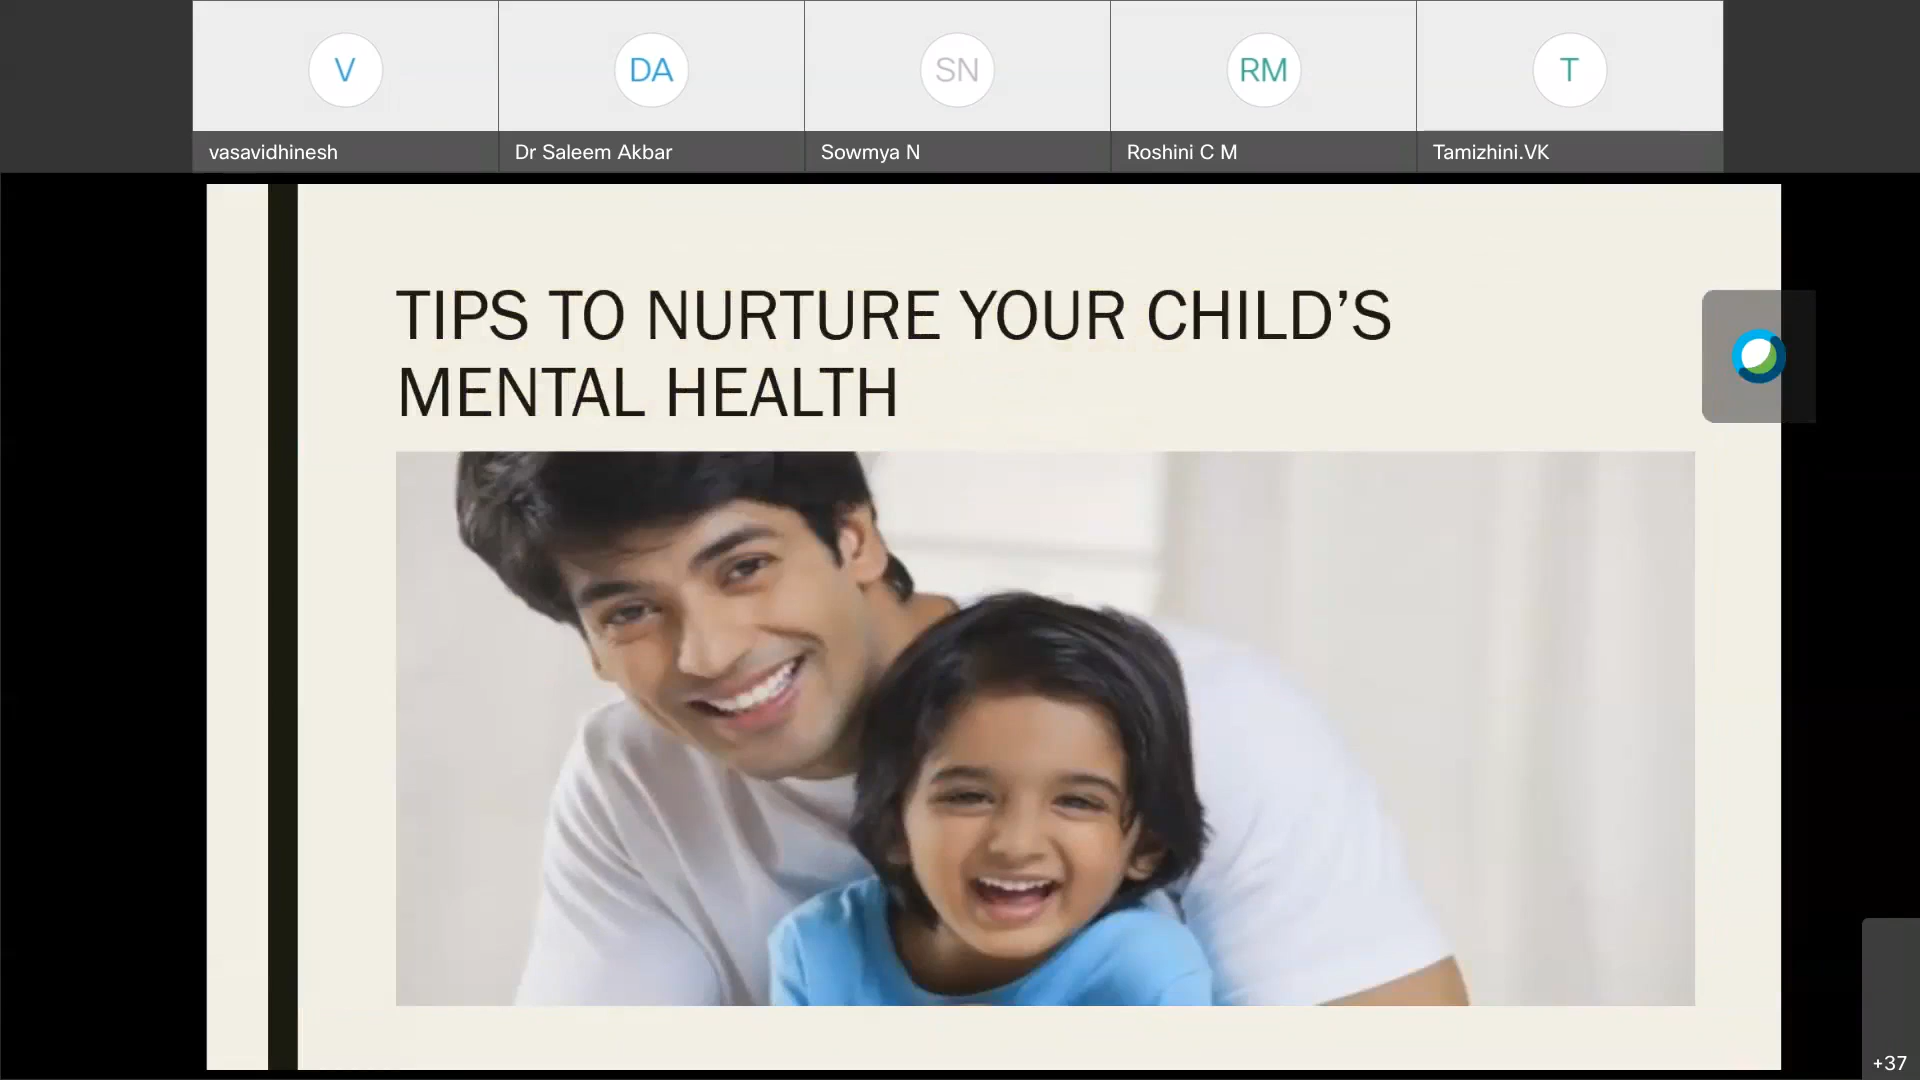 V
DA
SN
RM
T
vasavidhinesh
Dr Saleem Akbar
Sowmya N
Roshini C M
Tamizhini.VK
TIPS TO NURTURE YOUR CHILD’S
MENTAL HEALTH
+37